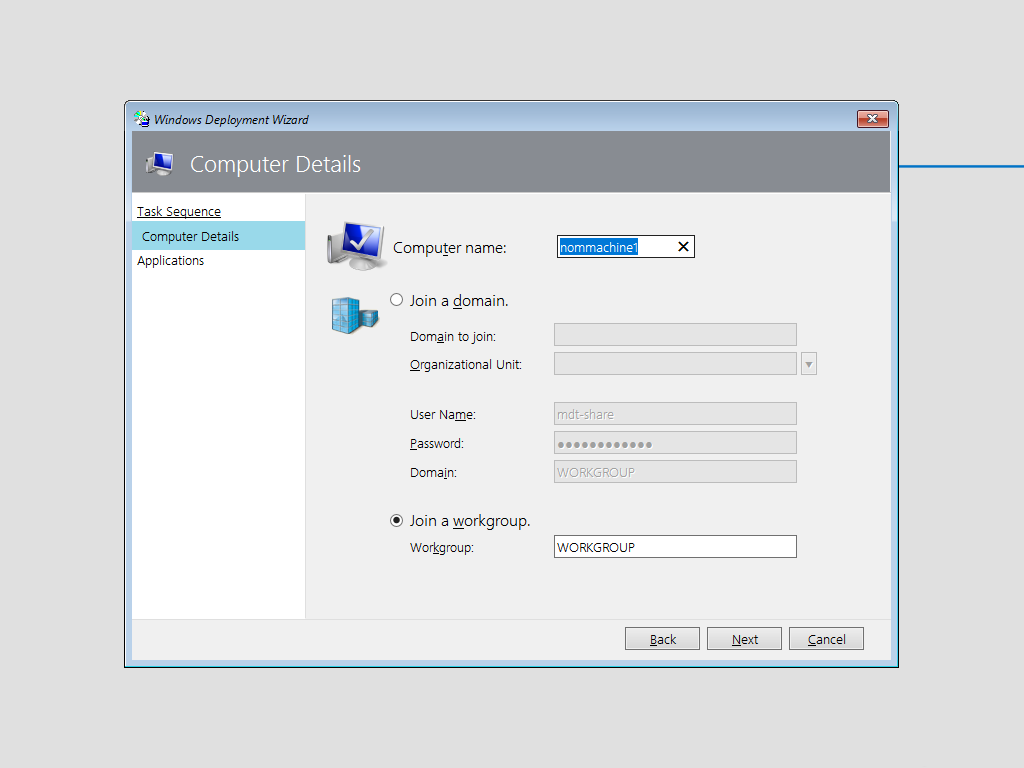 Windows Deployment Wizard
Computer Details
Task Sequence
Computer Details
Applications
Computer name: nommachine1
Join a domain.
Domain to join:
Organizational Unit:
User Name: mdt-share
Password: ●●●●●●●●●●●●
Domain: WORKGROUP
Join a workgroup.
Workgroup: WORKGROUP
Back Next Cancel